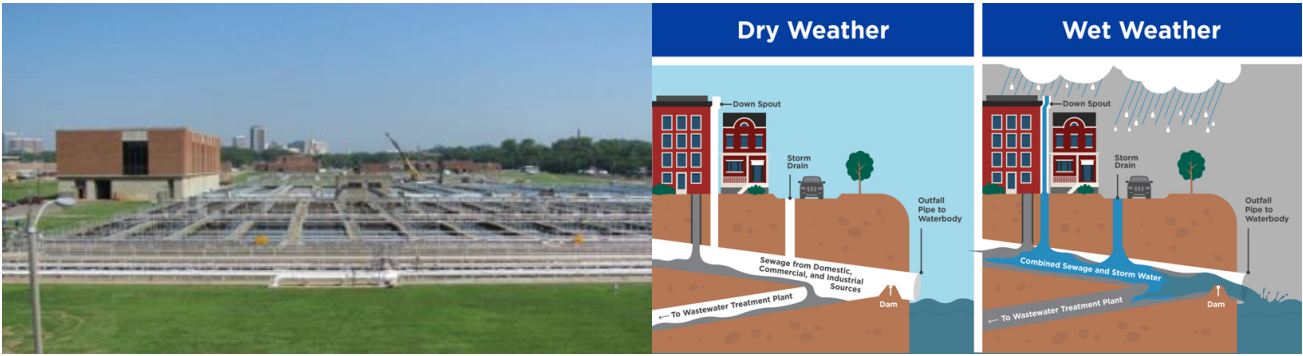 Dry Weather
Down Spout
Storm
Drain
Outfall
Pipe to
Waterbody
Sewage from Domestic,
Commercial, and Industrial
Sources
Dam
← To Wastewater Treatment Plant
Wet Weather
Down Spout
Storm
Drain
Outfall
Pipe to
Waterbody
Combined Sewage and Storm Water
Dam
← To Wastewater Treatment Plant